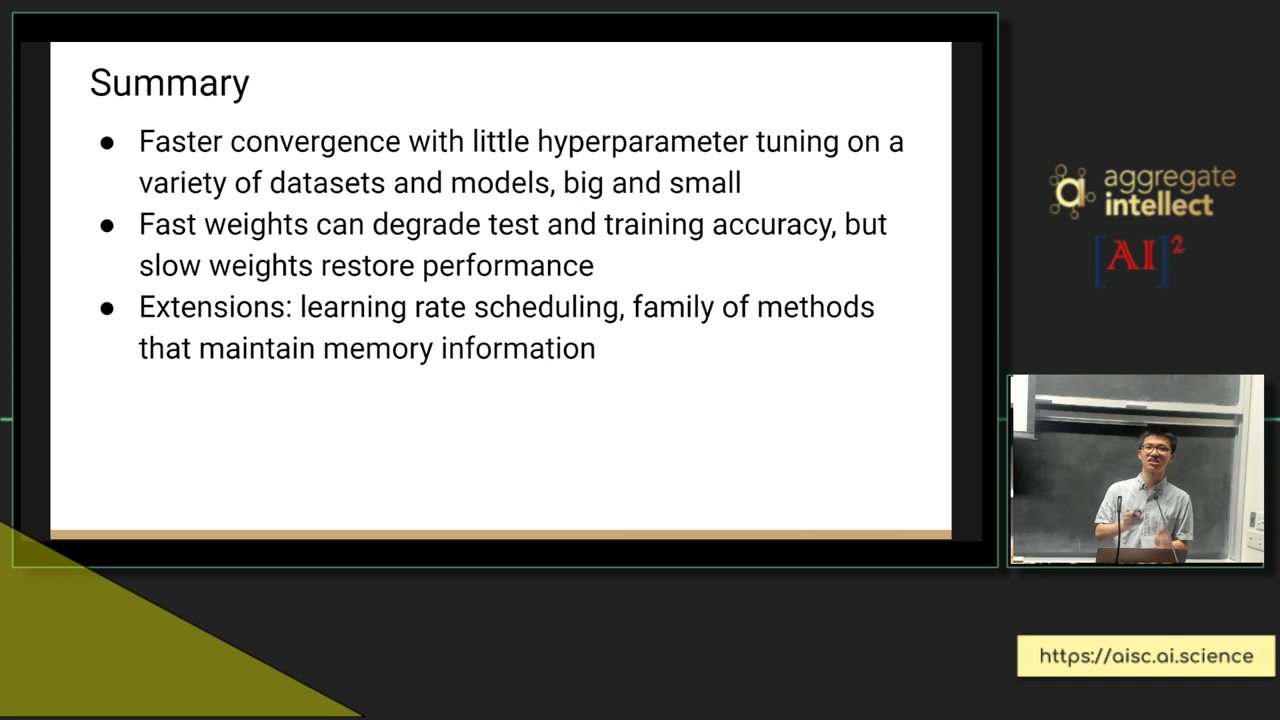 Summary
● Faster convergence with little hyperparameter tuning on a
variety of datasets and models, big and small
● Fast weights can degrade test and training accuracy, but
slow weights restore performance
● Extensions: learning rate scheduling, family of methods
that maintain memory information
aggregate
intellect
[AI]²
https://aisc.ai.science